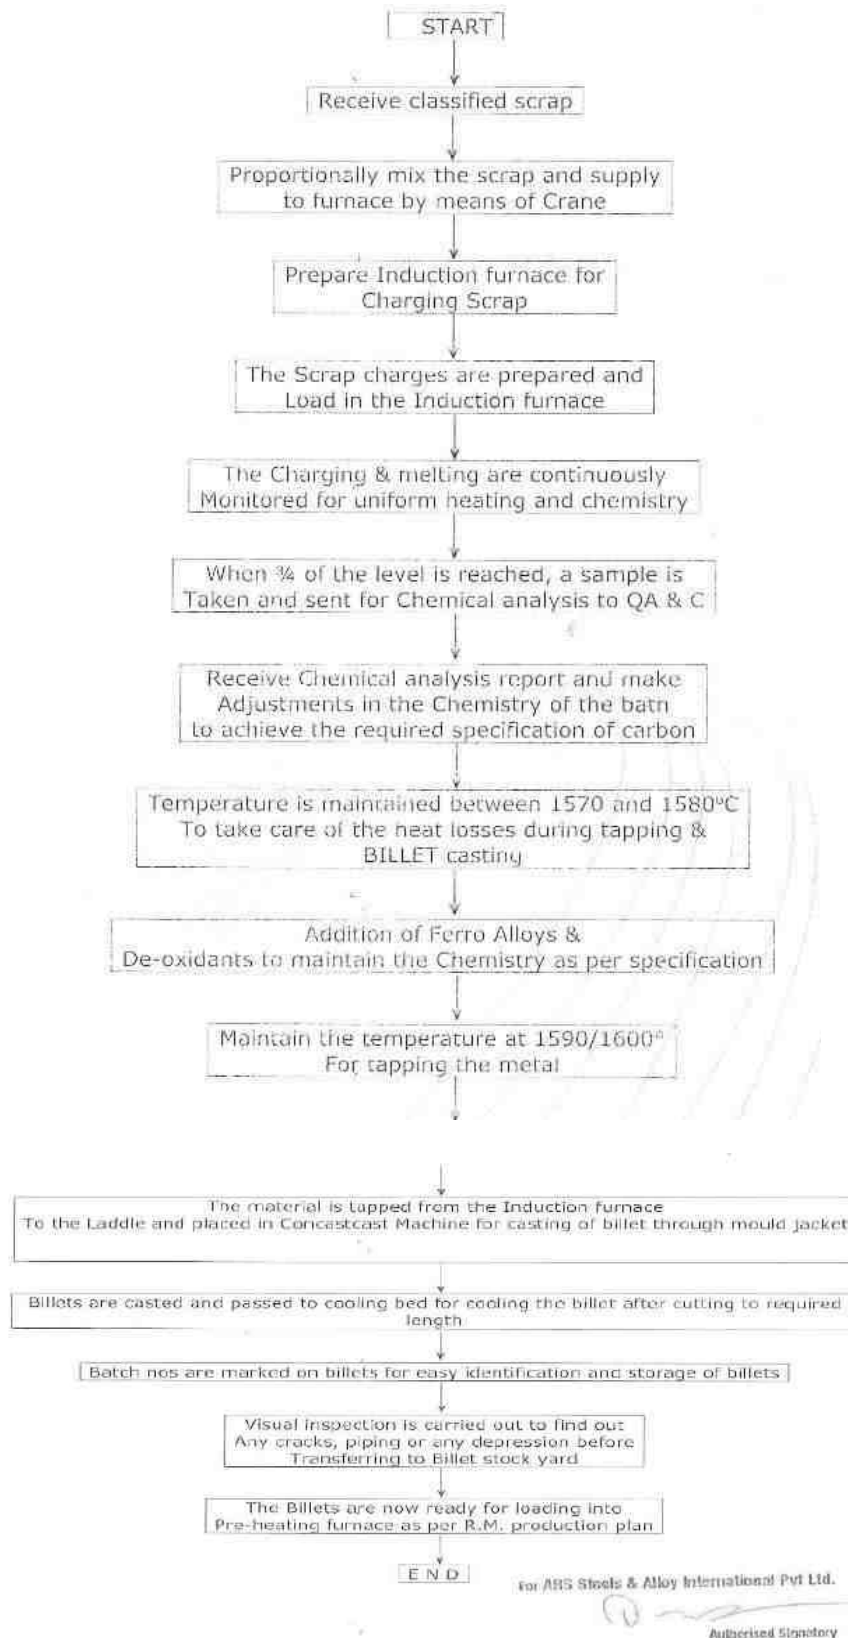 START
Receive classified scrap
Proportionally mix the scrap and supply
to furnace by means of Crane
Prepare Induction furnace for
Charging Scrap
The Scrap charges are prepared and
Load in the Induction furnace
The Charging & melting are continuously
Monitored for uniform heating and chemistry
When ¾ of the level is reached, a sample is
Taken and sent for Chemical analysis to QA & C
Receive Chemical analysis report and make
Adjustments in the Chemistry of the bath
to achieve the required specification of carbon
Temperature is maintained between 1570 and 1580°C
To take care of the heat losses during tapping &
BILLET casting
Addition of Ferro Alloys &
De-oxidants to maintain the Chemistry as per specification
Maintain the temperature at 1590/1600°
For tapping the metal
The material is tapped from the Induction furnace
To the Laddle and placed in Concastcast Machine for casting of billet through mould jacket
Billets are casted and passed to cooling bed for cooling the billet after cutting to required
length
Batch nos are marked on billets for easy identification and storage of billets
Visual inspection is carried out to find out
Any cracks, piping or any depression before
Transferring to Billet stock yard
The Billets are now ready for loading into
Pre-heating furnace as per R.M. production plan
E N D
For ABS Steels & Alloy International Pvt Ltd.
Authorised Signatory